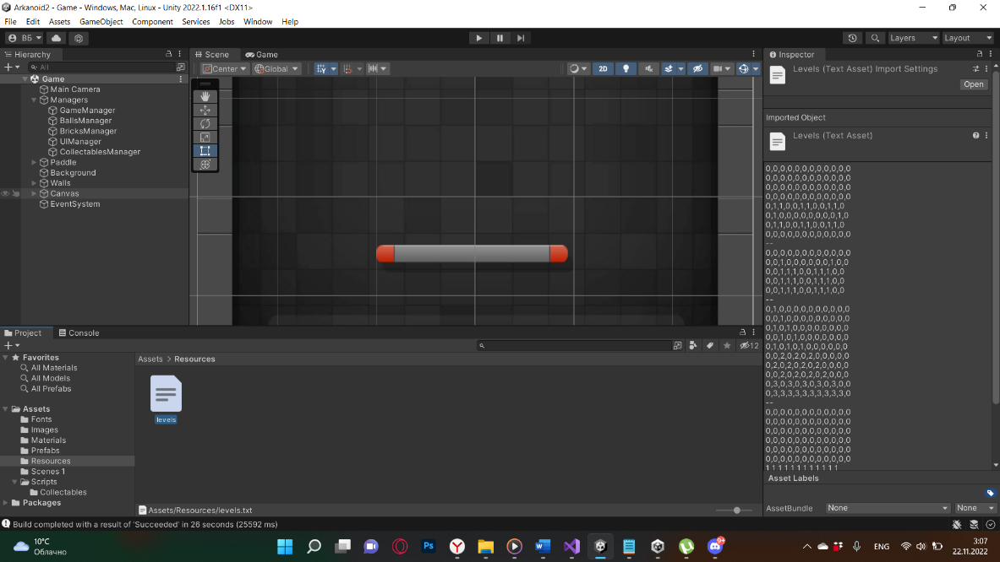 Arkanoid2 - Game - Windows, Mac, Linux - Unity 2022.1.16f1 <DX11>
File Edit Assets GameObject Component Services Jobs Window Help
ВБ
Layers
Layout
Hierarchy
All
Game
Main Camera
Managers
GameManager
BallsManager
BricksManager
UIManager
CollectablesManager
Paddle
Background
Walls
Canvas
EventSystem
Scene
Game
Center
Global
2D
Inspector
Levels (Text Asset) Import Settings
Open
Imported Object
Levels (Text Asset)
0,0,0,0,0,0,0,0,0,0,0,0
0,0,0,0,0,0,0,0,0,0,0,0
0,0,0,0,0,0,0,0,0,0,0,0
0,0,0,0,0,0,0,0,0,0,0,0
0,1,1,0,0,1,1,0,0,1,1,0
0,1,0,0,0,0,0,0,0,0,1,0
0,1,1,0,0,1,1,0,0,1,1,0
0,0,0,0,0,0,0,0,0,0,0,0
--
0,0,0,0,0,0,0,0,0,0,0,0
0,0,1,0,0,0,0,0,0,1,0,0
0,0,1,1,1,0,0,1,1,1,0,0
0,0,1,1,1,0,0,1,1,1,0,0
0,0,1,1,1,0,0,1,1,1,0,0
--
0,1,0,0,0,0,0,0,0,0,0,0
0,0,1,0,0,0,0,0,0,0,0,0
0,1,0,1,0,0,0,0,0,0,0,0
0,0,1,0,1,0,0,0,0,0,0,0
0,1,0,1,0,1,0,0,0,0,0,0
0,0,2,0,2,0,2,0,0,0,0,0
0,2,0,2,0,2,0,2,0,0,0,0
0,0,2,0,2,0,2,0,2,0,0,0
0,3,0,3,0,3,0,3,0,3,0,0
0,3,3,3,3,3,3,3,3,3,3,0
--
0,0,0,0,0,0,0,0,0,0,0,0
0,0,0,0,0,0,0,0,0,0,0,0
0,0,0,0,0,0,0,0,0,0,0,0
0,0,0,0,0,0,0,0,0,0,0,0
0,0,0,0,0,0,0,0,0,0,0,0
0,0,0,0,0,0,0,0,0,0,0,0
1,1,1,1,1,1,1,1,1,1,1,1
Asset Labels
AssetBundle
None
None
Project
Console
12
Favorites
All Materials
All Models
All Prefabs
Assets
Fonts
Images
Materials
Prefabs
Resources
Scenes 1
Scripts
Collectables
Packages
Assets > Resources
levels
Assets/Resources/levels.txt
Build completed with a result of 'Succeeded' in 26 seconds (25592 ms)
10°C
Облачно
Ps
W
9+
ENG
3:07
22.11.2022